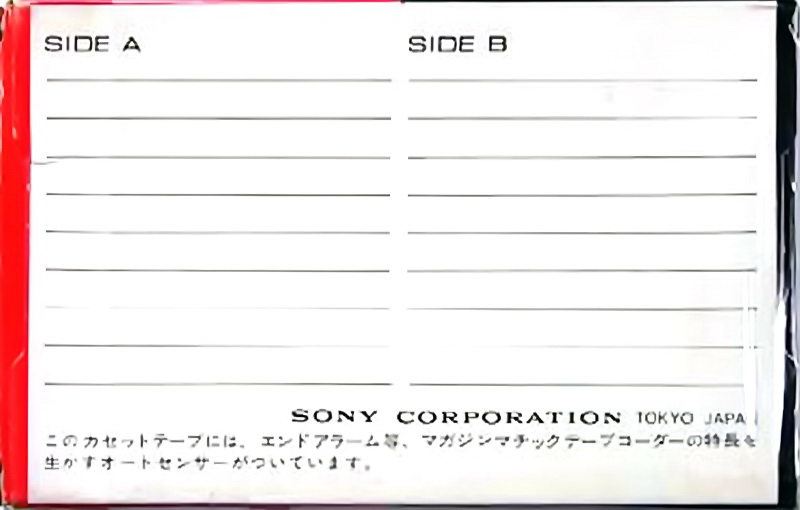 SIDE A
SIDE B
SONY CORPORATION TOKYO JAPA
このカセットテープには、エンドアラーム等、マガジンマチックテープコーダーの特長を
生かすオートセンサーがついています。